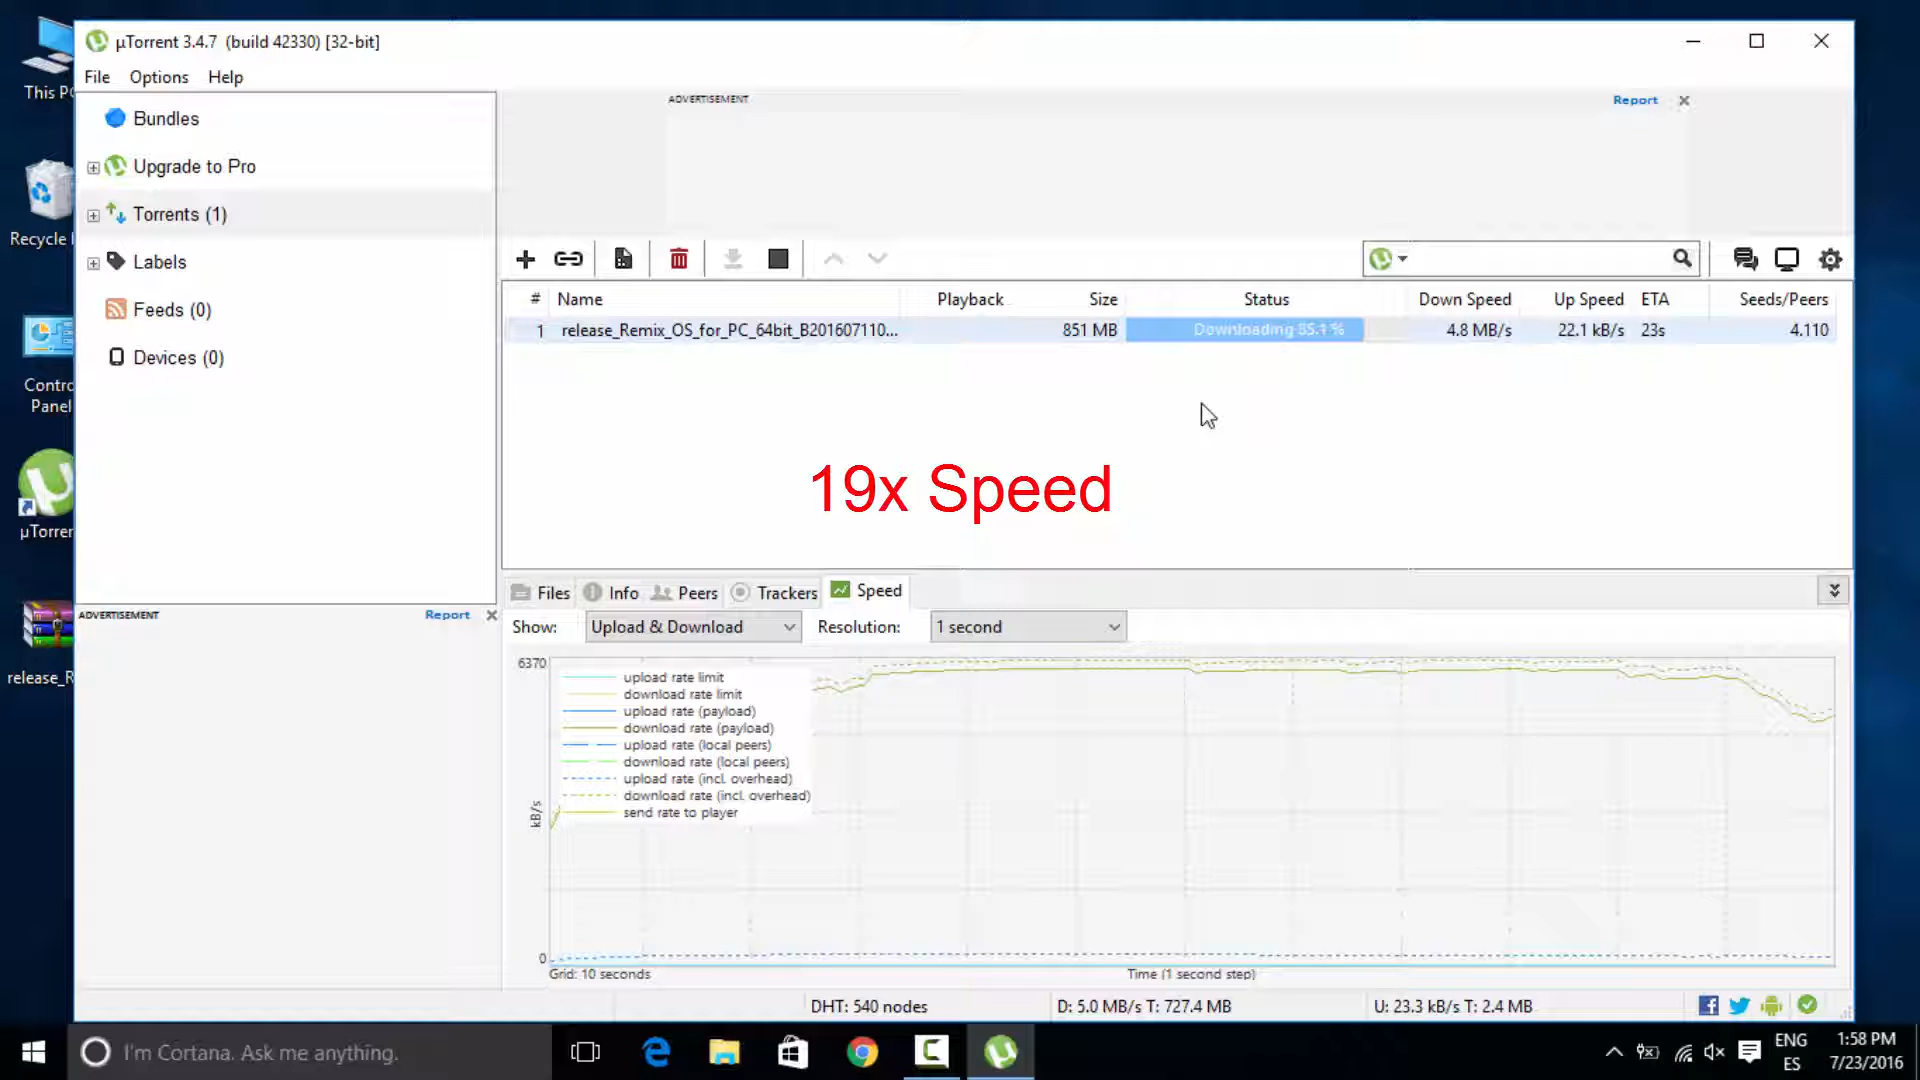 µTorrent 3.4.7 (build 42330) [32-bit]
File Options Help
This PC
Recycle
Control
Panel
µTorrent
release_R
Bundles
Upgrade to Pro
Torrents (1)
Labels
Feeds (0)
Devices (0)
ADVERTISEMENT Report
ADVERTISEMENT Report
# Name Playback Size Status Down Speed Up Speed ETA Seeds/Peers
1 release_Remix_OS_for_PC_64bit_B201607110... 851 MB Downloading 85.1 % 4.8 MB/s 22.1 kB/s 23s 4.110
19x Speed
Files Info Peers Trackers Speed
Show: Upload & Download Resolution: 1 second
6370
upload rate limit
download rate limit
upload rate (payload)
download rate (payload)
upload rate (local peers)
download rate (local peers)
upload rate (incl. overhead)
download rate (incl. overhead)
send rate to player
kB/s
0
Grid: 10 seconds Time (1 second step)
DHT: 540 nodes D: 5.0 MB/s T: 727.4 MB U: 23.3 kB/s T: 2.4 MB
I'm Cortana. Ask me anything.
ENG
ES
1:58 PM
7/23/2016